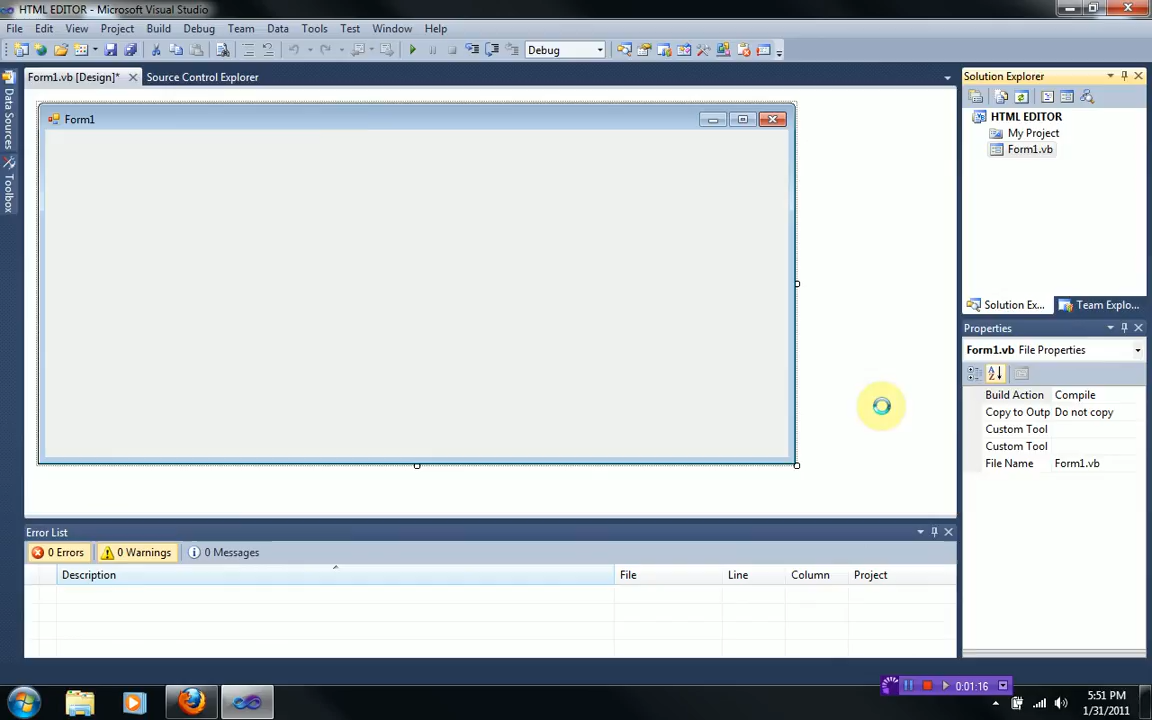 HTML EDITOR - Microsoft Visual Studio
File Edit View Project Build Debug Team Data Tools Test Window Help
Debug
Form1.vb [Design]* Source Control Explorer
Data Sources
Toolbox
Form1
Solution Explorer
HTML EDITOR
My Project
Form1.vb
Solution Ex... Team Explo...
Properties
Form1.vb File Properties
Build Action Compile
Copy to Outp Do not copy
Custom Tool
Custom Tool
File Name Form1.vb
Error List
0 Errors 0 Warnings 0 Messages
Description File Line Column Project
0:01:16
5:51 PM
1/31/2011